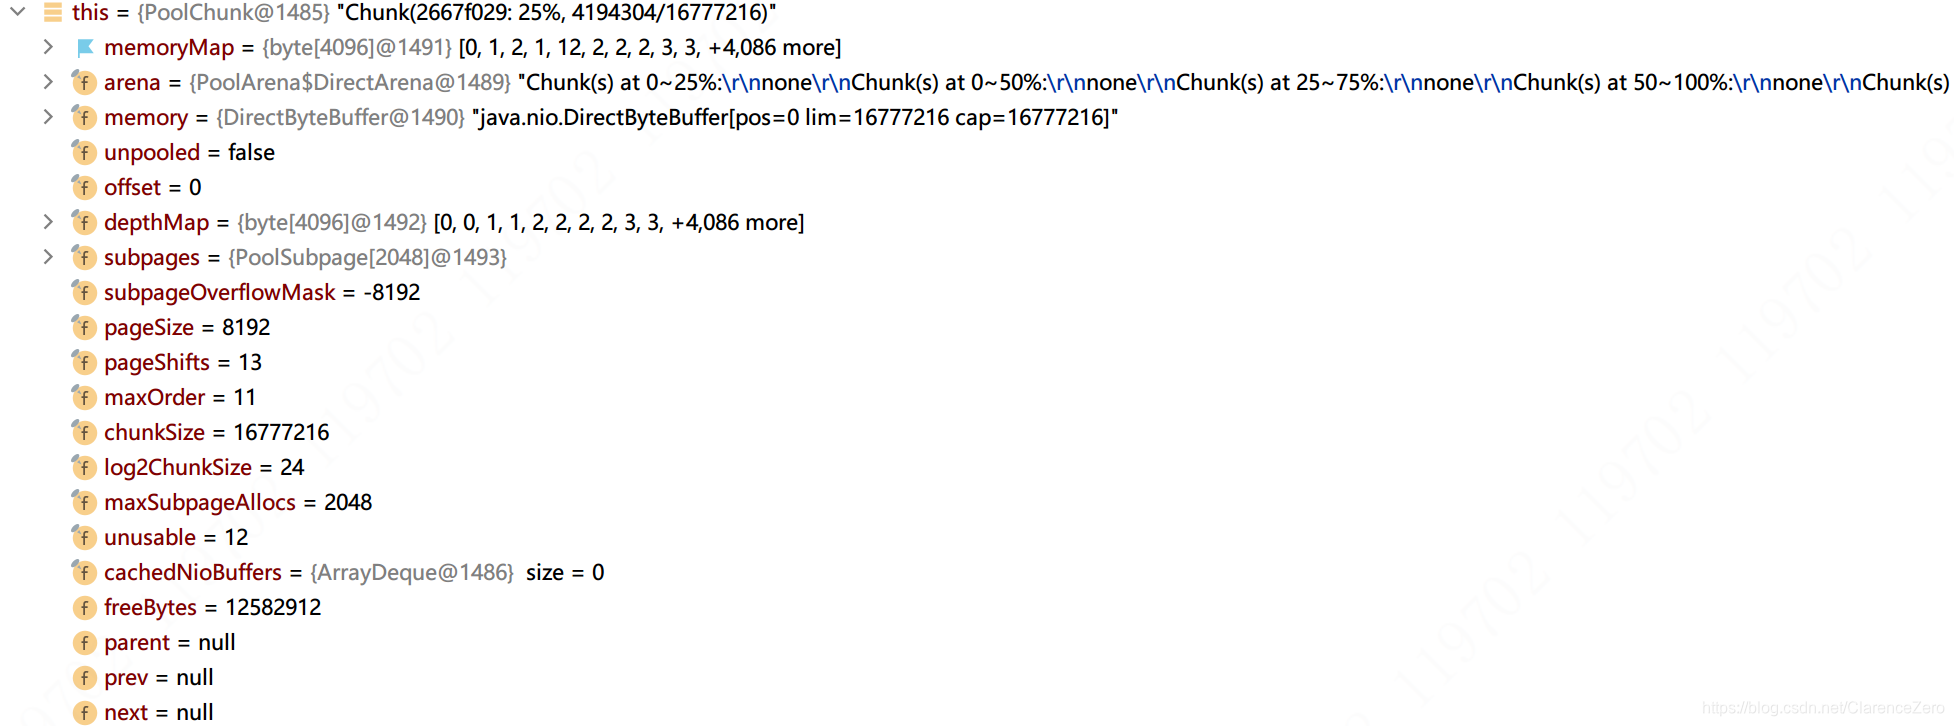 this = {PoolChunk@1485} "Chunk(2667f029: 25%, 4194304/16777216)"
memoryMap = {byte[4096]@1491} [0, 1, 2, 1, 12, 2, 2, 2, 3, 3, +4,086 more]
arena = {PoolArena$DirectArena@1489} "Chunk(s) at 0~25%:\r\nnone\r\nChunk(s) at 0~50%:\r\nnone\r\nChunk(s) at 25~75%:\r\nnone\r\nChunk(s) at 50~100%:\r\nnone\r\nChunk(s)
memory = {DirectByteBuffer@1490} "java.nio.DirectByteBuffer[pos=0 lim=16777216 cap=16777216]"
unpooled = false
offset = 0
depthMap = {byte[4096]@1492} [0, 0, 1, 1, 2, 2, 2, 2, 3, 3, +4,086 more]
subpages = {PoolSubpage[2048]@1493}
subpageOverflowMask = -8192
pageSize = 8192
pageShifts = 13
maxOrder = 11
chunkSize = 16777216
log2ChunkSize = 24
maxSubpageAllocs = 2048
unusable = 12
cachedNioBuffers = {ArrayDeque@1486} size = 0
freeBytes = 12582912
parent = null
prev = null
next = null
https://blog.csdn.net/ClarenceZero